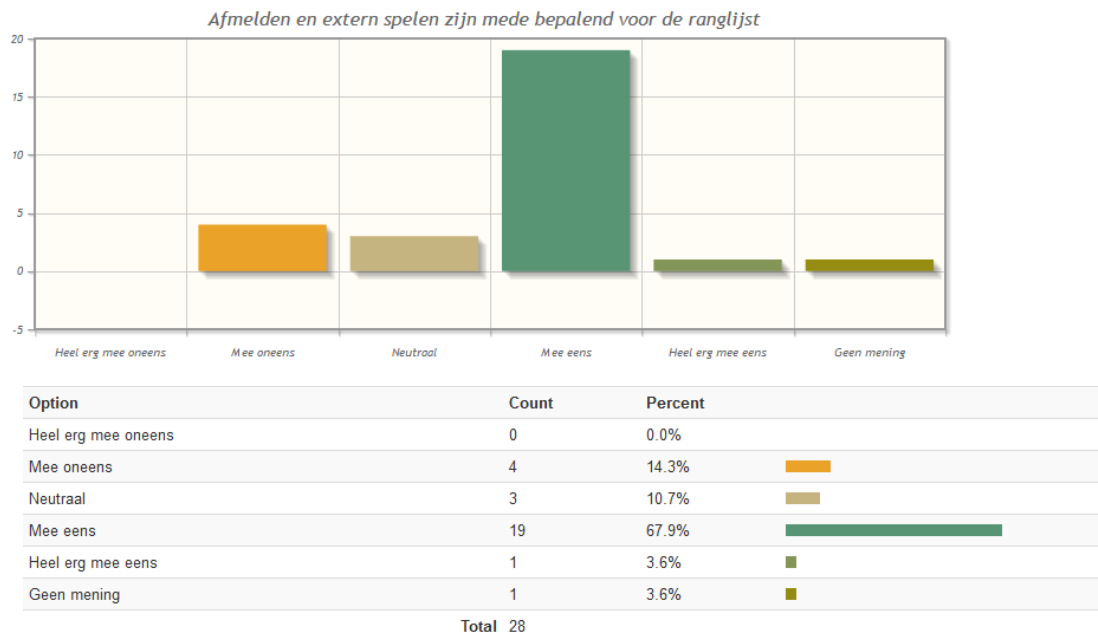 Afmelden en extern spelen zijn mede bepalend voor de ranglijst
20
15
10
5
0
-5
Heel erg mee oneens Mee oneens Neutraal Mee eens Heel erg mee eens Geen mening
Option Count Percent
Heel erg mee oneens 0 0.0%
Mee oneens 4 14.3%
Neutraal 3 10.7%
Mee eens 19 67.9%
Heel erg mee eens 1 3.6%
Geen mening 1 3.6%
Total 28